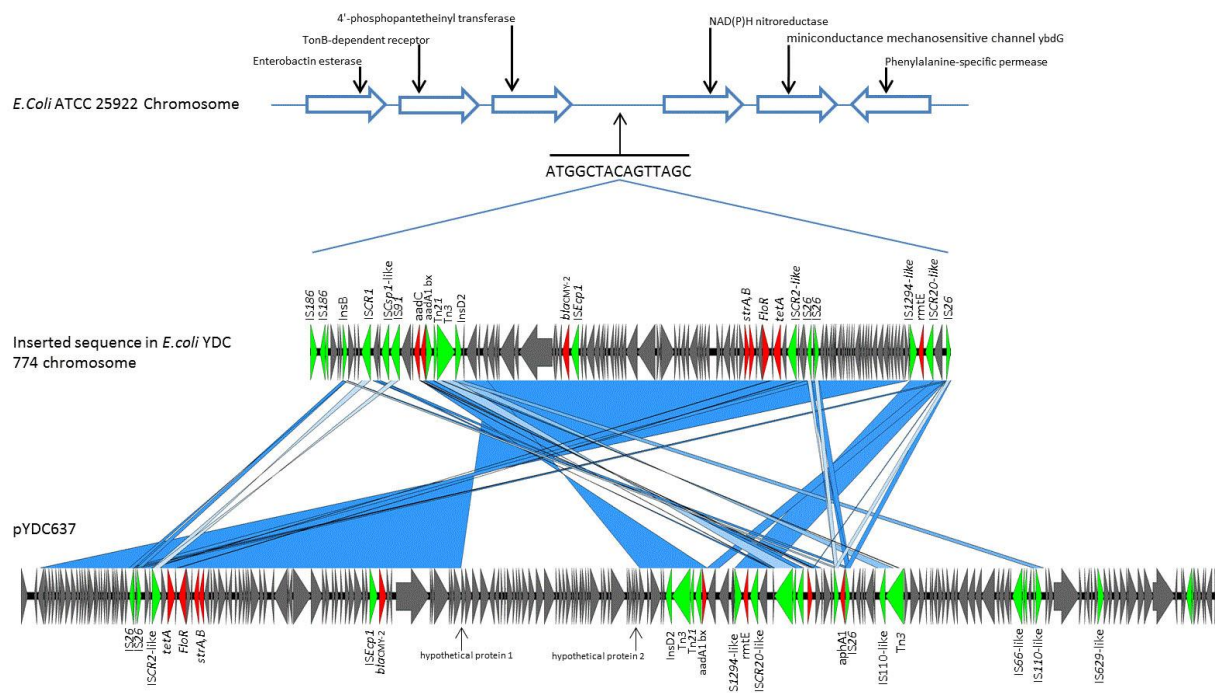 4'-phosphopantetheinyl transferase
NAD(P)H nitroreductase
TonB-dependent receptor
miniconductance mechanosensitive channel ybdG
Enterobactin esterase
Phenylalanine-specific permease
E.Coli ATCC 25922 Chromosome
ATGGCTACAGTTAGC
IS186
IS186
InsB
ISCR1
ISCsp1-like
IS91
aadC
aadA1 bx
Tn21
Tn3
InsD2
blaCMY-2
ISEcp1
strA,B
FloR
tetA
ISCR2-like
IS26
IS26
IS1294-like
rmtE
ISCR20-like
IS26
Inserted sequence in E.coli YDC
774 chromosome
pYDC637
IS26
IS26
ISCR2-like
tetA
FloR
strA,B
ISEcp1
blaCMY-2
hypothetical protein 1
hypothetical protein 2
InsD2
Tn3
Tn21
aadA1 bx
S1294-like
rmtE
ISCR20-like
aphA1
IS26
IS110-like
Tn3
IS66-like
IS110-like
IS629-like